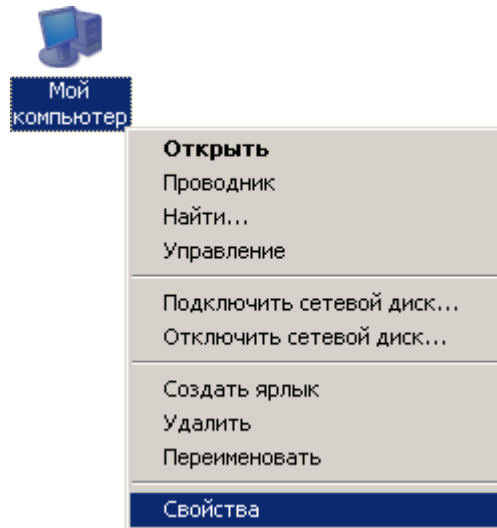 Мой
компьютер
Открыть
Проводник
Найти...
Управление
Подключить сетевой диск...
Отключить сетевой диск...
Создать ярлык
Удалить
Переименовать
Свойства